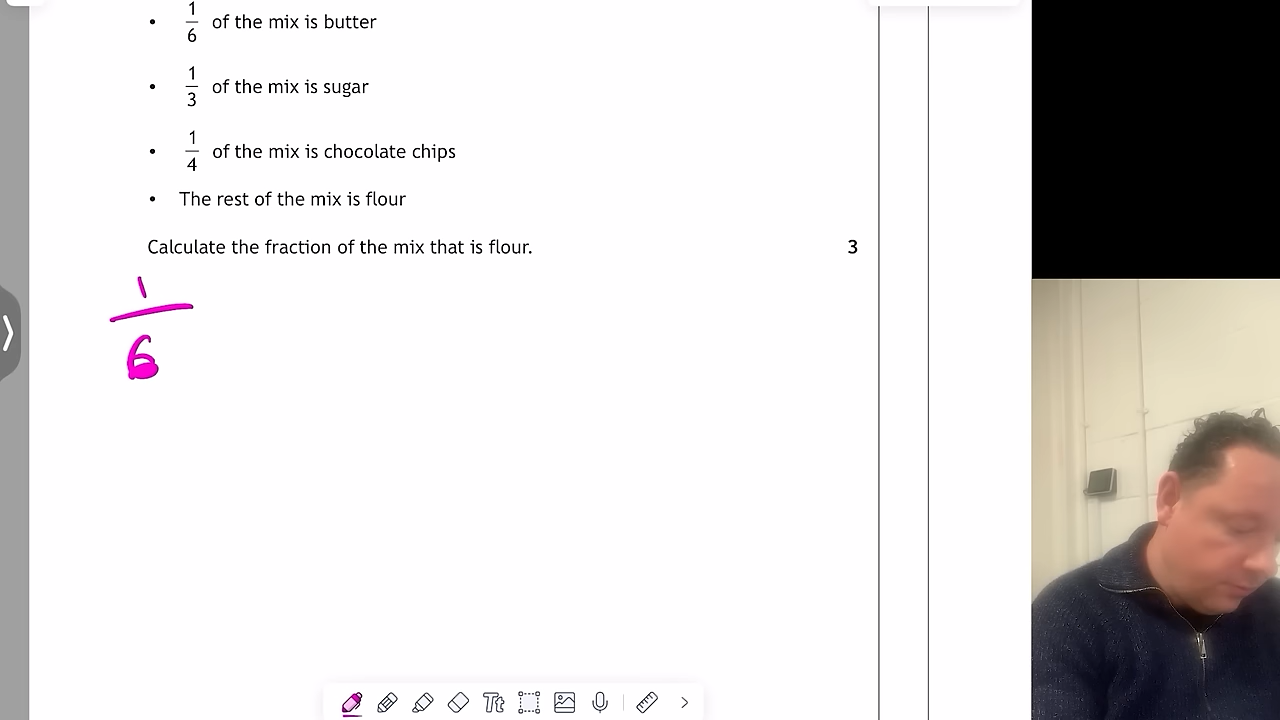 • 1/6 of the mix is butter
• 1/3 of the mix is sugar
• 1/4 of the mix is chocolate chips
• The rest of the mix is flour
Calculate the fraction of the mix that is flour. 3
1/6
Tt